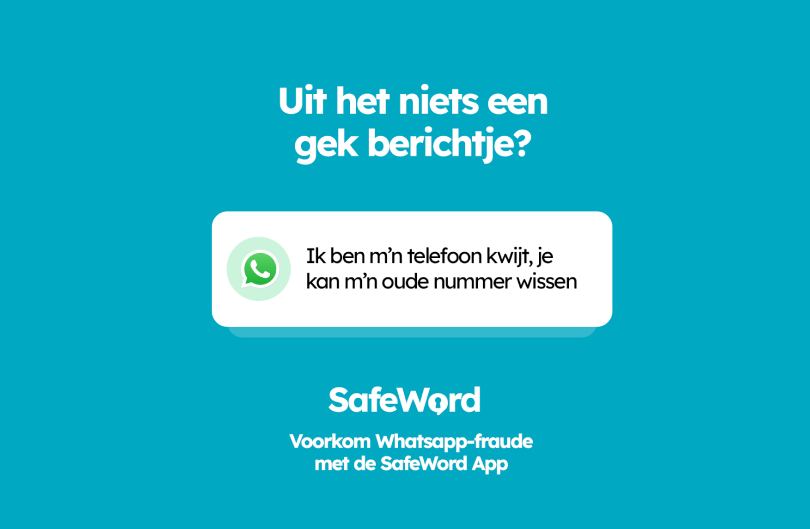 Uit het niets een
gek berichtje?
Ik ben m’n telefoon kwijt, je
kan m’n oude nummer wissen
SafeWord
Voorkom Whatsapp-fraude
met de SafeWord App